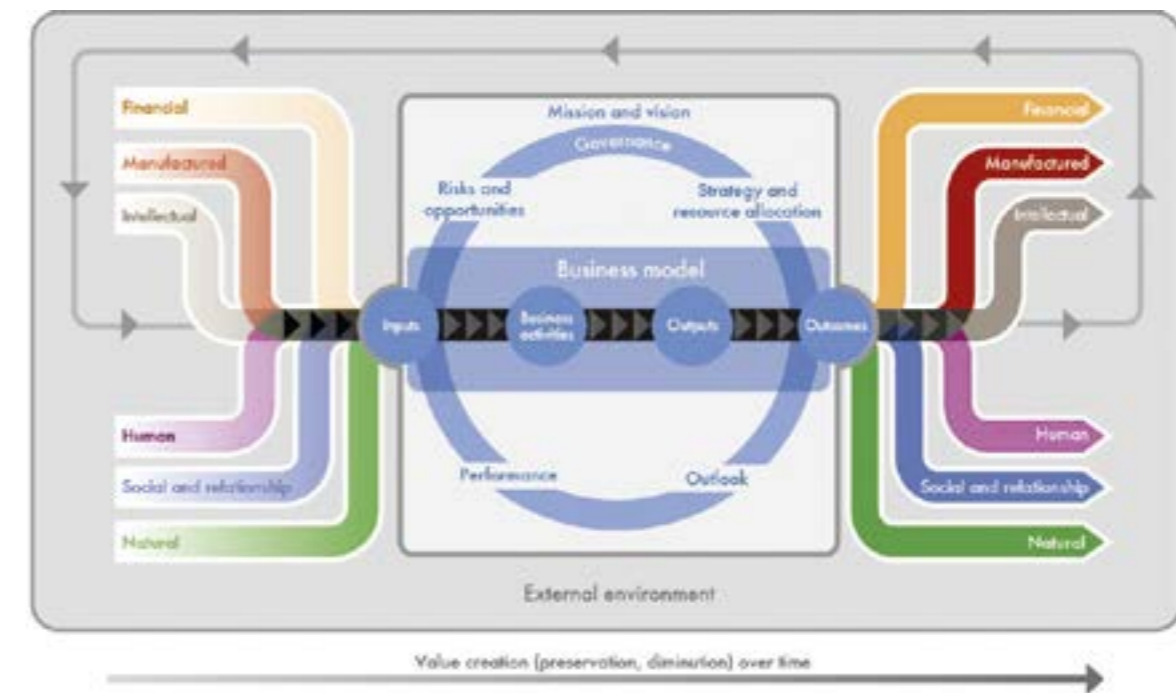 Financial
Manufactured
Intellectual
Human
Social and relationship
Natural
Mission and vision
Governance
Risks and
opportunities
Strategy and
resource allocation
Business model
Inputs
Business
activities
Outputs
Outcomes
Performance
Outlook
Financial
Manufactured
Intellectual
Human
Social and relationship
Natural
External environment
Value creation (preservation, diminution) over time